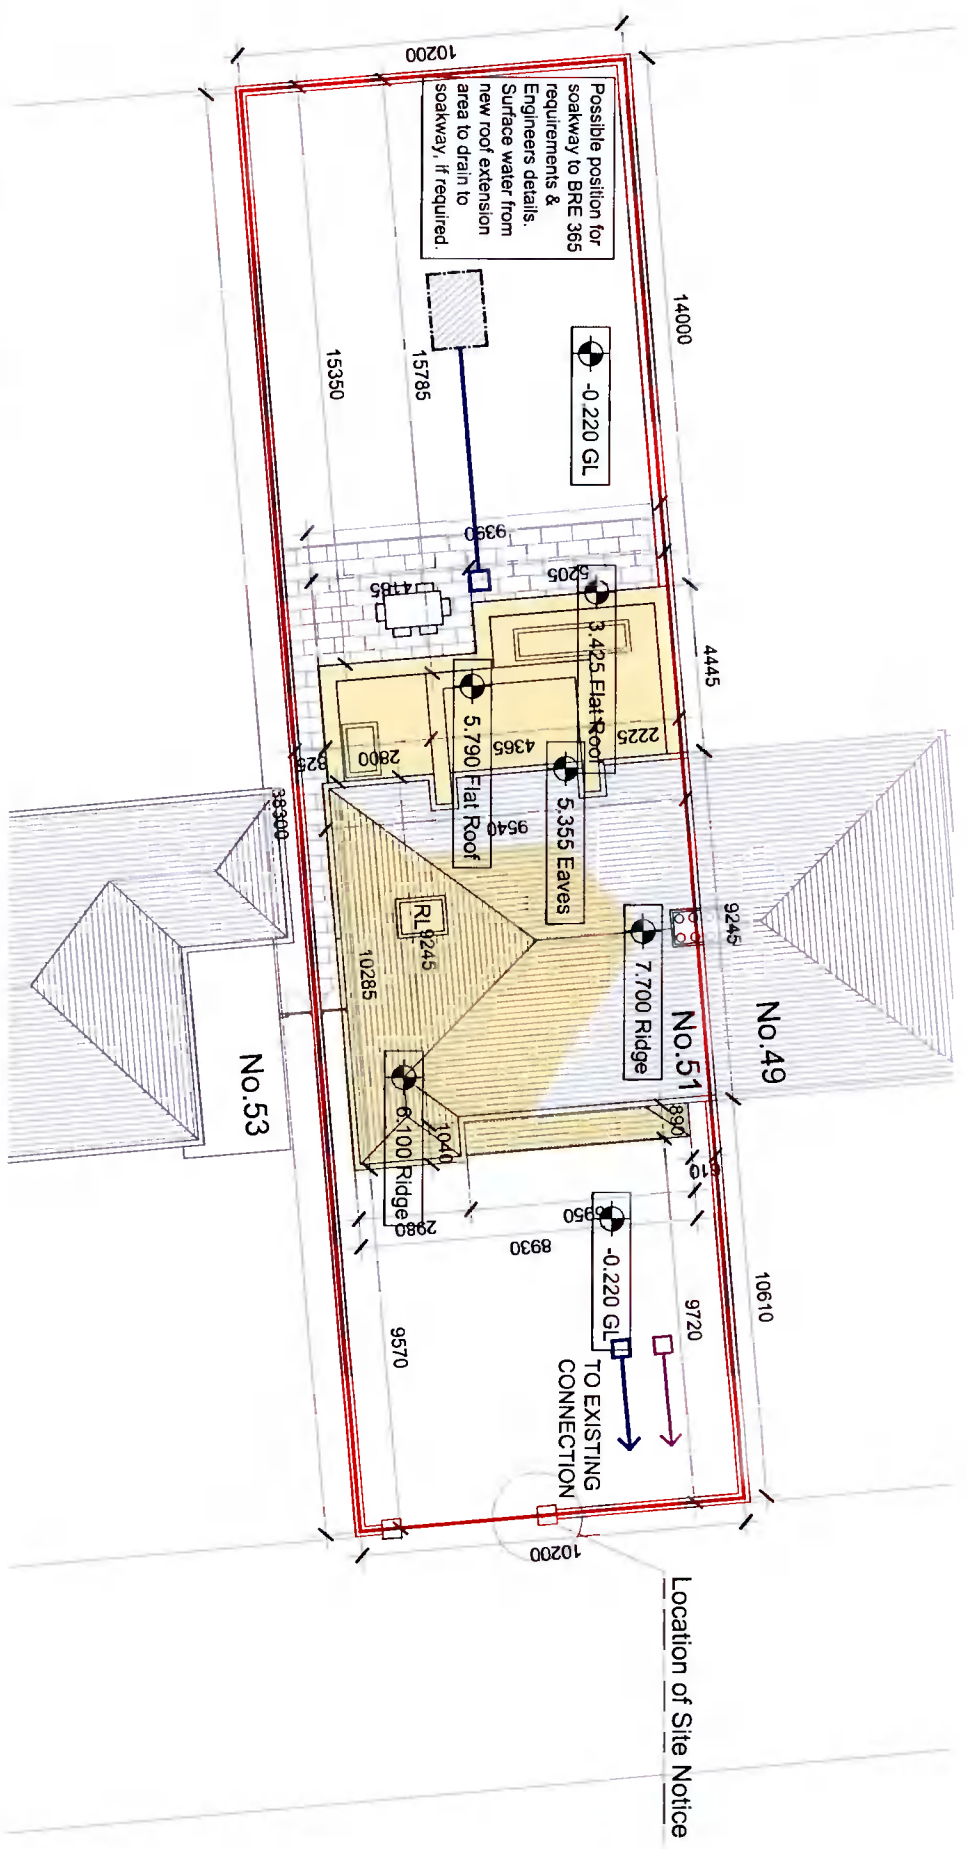 10200
Possible position for
soakway to BRE 365
requirements &
Engineers details.
Surface water from
new roof extension
area to drain to
soakway, if required.
14000
-0.220 GL
15785
15350
9390
5205
4185
3.425 Flat Roof
4445
2225
4365
2800
825
5.790 Flat Roof
5.355 Eaves
9540
38300
9245
RL
9245
10285
7.700 Ridge
No.51
No.49
No.53
6.100 Ridge
1040
890
2980
5950
8930
-0.220 GL
9720
10610
9570
TO EXISTING
CONNECTION
10200
Location of Site Notice